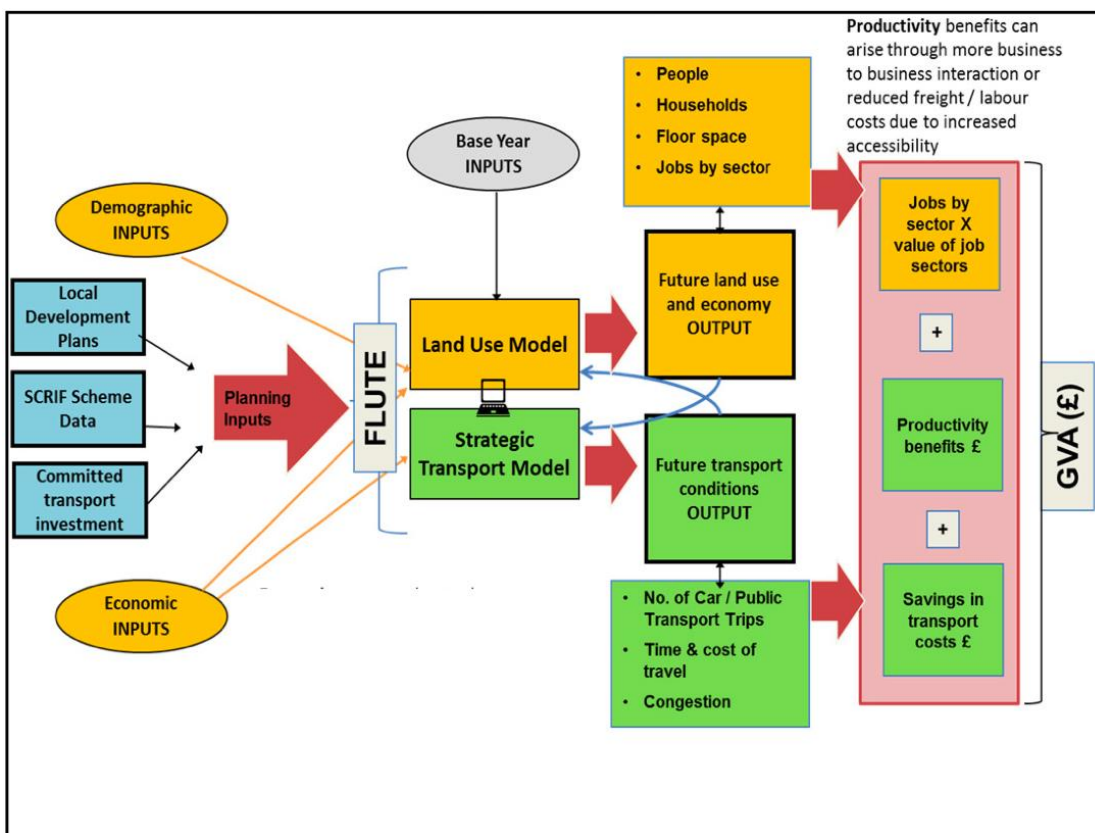 Productivity benefits can
arise through more business
to business interaction or
reduced freight / labour
costs due to increased
accessibility
• People
• Households
• Floor space
• Jobs by sector
Base Year
INPUTS
Demographic
INPUTS
Local
Development
Plans
SCRIF Scheme
Data
Committed
transport
investment
Economic
INPUTS
Planning
Inputs
FLUTE
Land Use Model
Strategic
Transport Model
Future land use
and economy
OUTPUT
Future transport
conditions
OUTPUT
• No. of Car / Public
Transport Trips
• Time & cost of
travel
• Congestion
Jobs by
sector X
value of job
sectors
+
Productivity
benefits £
+
Savings in
transport
costs £
GVA (£)